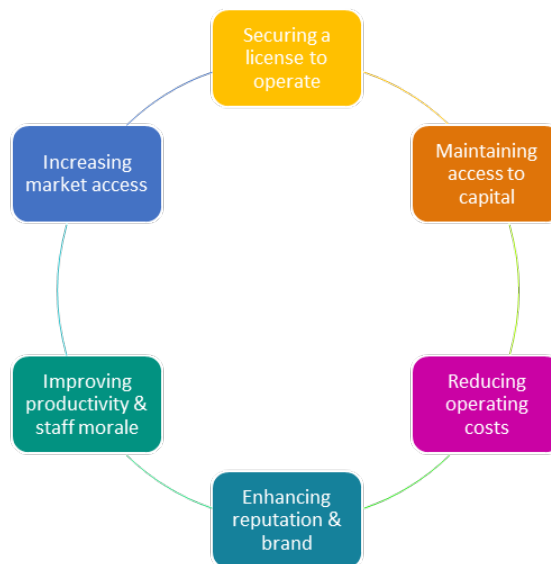 Securing a
license to
operate
Maintaining
access to
capital
Reducing
operating
costs
Enhancing
reputation &
brand
Improving
productivity &
staff morale
Increasing
market access